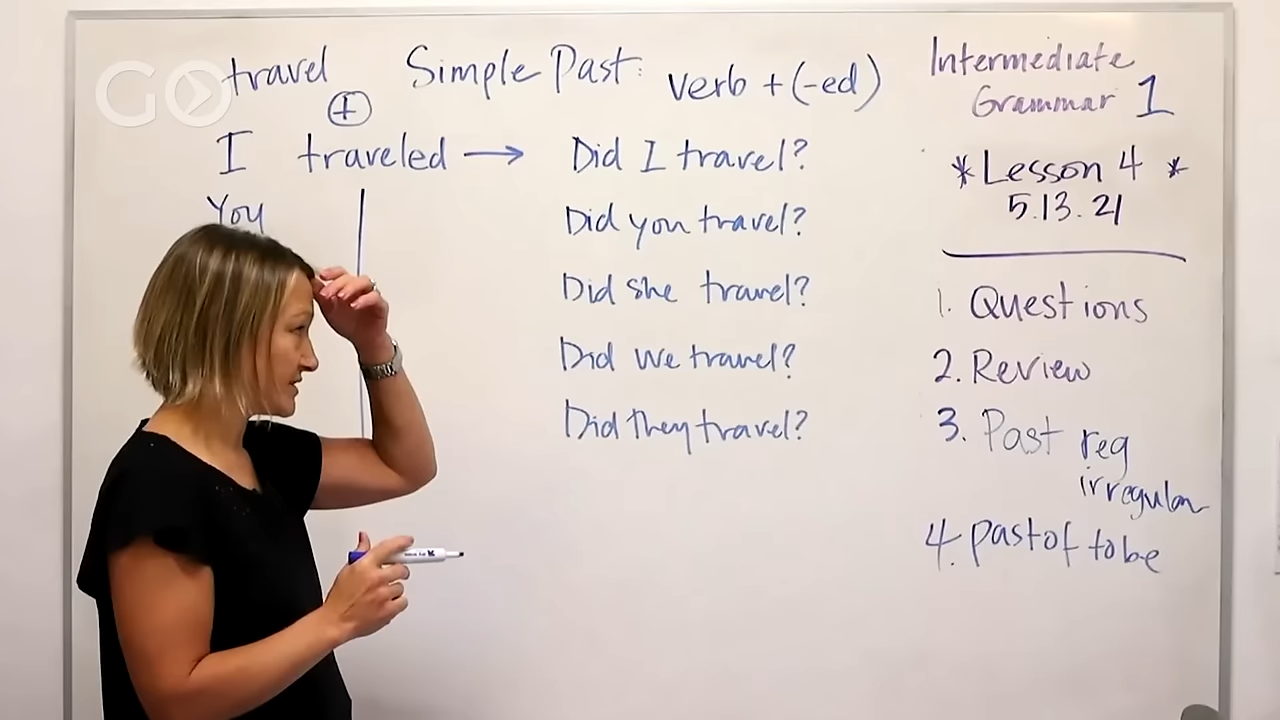 GO
travel
Simple Past: verb + (-ed)
+
I traveled → Did I travel?
You
Did you travel?
Did she travel?
Did we travel?
Did they travel?
Intermediate
Grammar 1
*Lesson 4 *
5.13.21
1. Questions
2. Review
3. Past reg
irregular
4. past of to be